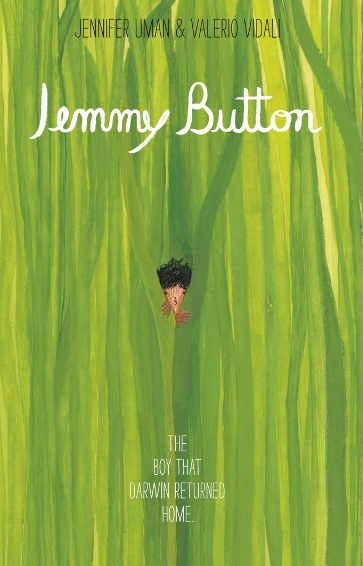 JENNIFER UMAN & VALERIO VIDALI
Jemmy Button
THE
BOY THAT
DARWIN RETURNED
HOME...